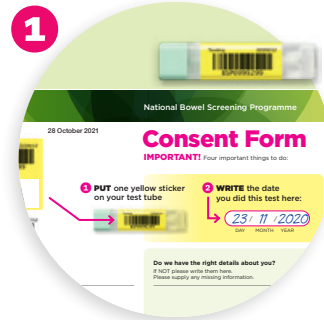 1
National Bowel Screening Programme
28 October 2021
Consent Form
IMPORTANT! Four important things to do:
1 PUT one yellow sticker
on your test tube
2 WRITE the date
you did this test here:
23 / 11 / 2020
DAY MONTH YEAR
Do we have the right details about you?
If NOT please write them here.
Please supply any missing information.